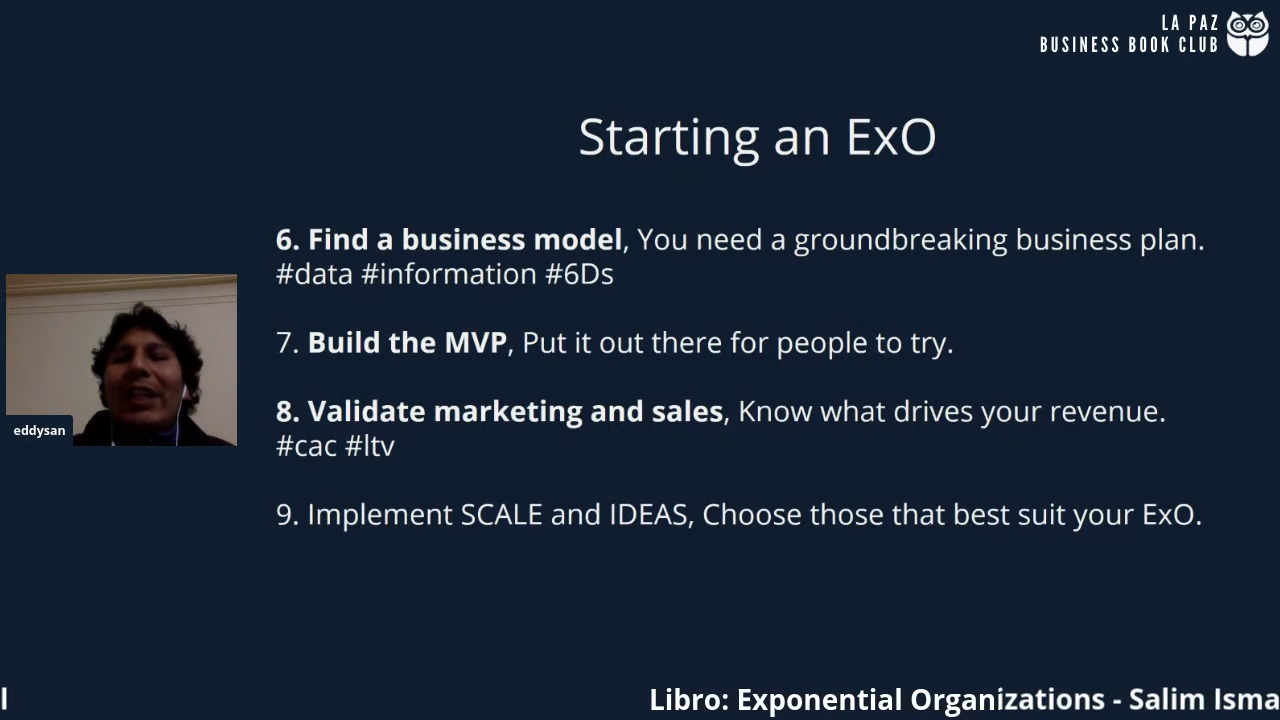 LA PAZ
BUSINESS BOOK CLUB
Starting an ExO
6. Find a business model, You need a groundbreaking business plan.
#data #information #6Ds
7. Build the MVP, Put it out there for people to try.
8. Validate marketing and sales, Know what drives your revenue.
#cac #ltv
9. Implement SCALE and IDEAS, Choose those that best suit your ExO.
eddysan
l
Libro: Exponential Organizations - Salim Isma